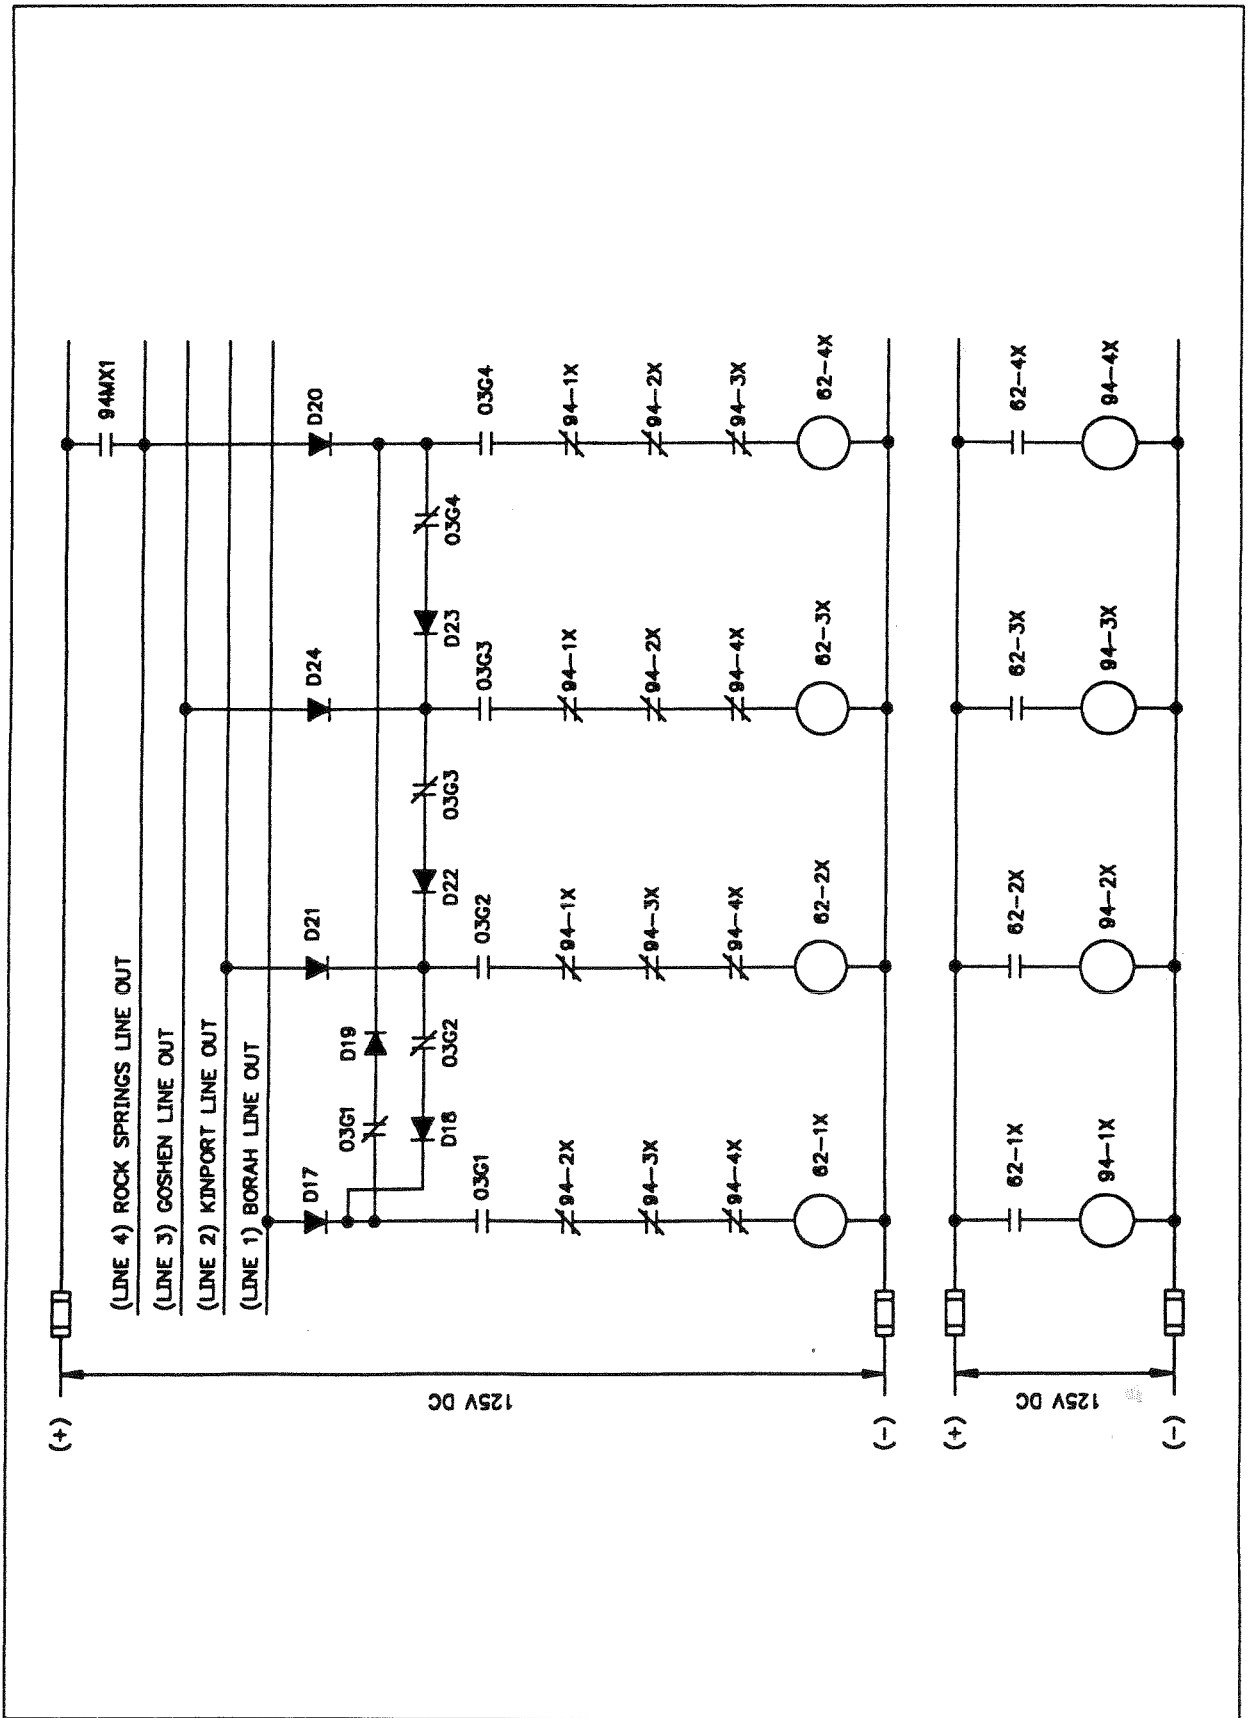 (+)
125V DC
(-)
(LINE 4) ROCK SPRINGS LINE OUT
(LINE 3) GOSHEN LINE OUT
(LINE 2) KINPORT LINE OUT
(LINE 1) BORAH LINE OUT
94MX1
D17
D21
D24
D20
03G1
D19
D18
03G2
D22
03G3
D23
03G4
03G1
94-2X
94-3X
94-4X
62-1X
03G2
94-1X
94-3X
94-4X
62-2X
03G3
94-1X
94-2X
94-4X
62-3X
03G4
94-1X
94-2X
94-3X
62-4X
(+)
125V DC
(-)
62-1X
94-1X
62-2X
94-2X
62-3X
94-3X
62-4X
94-4X